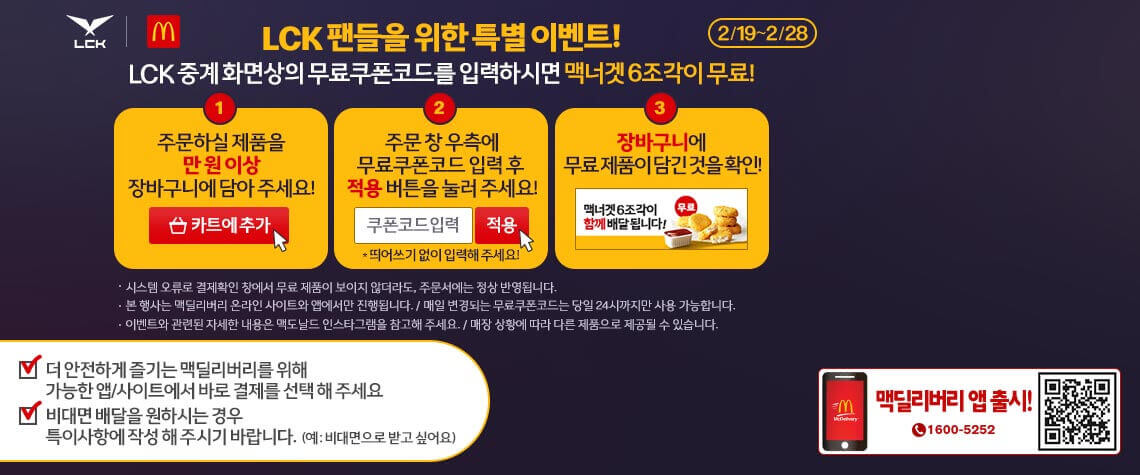 LCK
LCK 팬들을 위한 특별 이벤트!
2/19~2/28
LCK 중계 화면상의 무료쿠폰코드를 입력하시면 맥너겟 6조각이 무료!
1
주문하실 제품을
만 원 이상
장바구니에 담아 주세요!
카트에 추가
2
주문 창 우측에
무료쿠폰코드 입력 후
적용 버튼을 눌러 주세요!
쿠폰코드입력
적용
* 띄어쓰기 없이 입력해 주세요!
3
장바구니에
무료 제품이 담긴 것을 확인!
맥너겟 6조각이
함께 배달 됩니다!
무료
· 시스템 오류로 결제확인 창에서 무료 제품이 보이지 않더라도, 주문서에는 정상 반영됩니다.
· 본 행사는 맥딜리버리 온라인 사이트와 앱에서만 진행됩니다. / 매일 변경되는 무료쿠폰코드는 당일 24시까지만 사용 가능합니다.
· 이벤트와 관련된 자세한 내용은 맥도날드 인스타그램을 참고해 주세요. / 매장 상황에 따라 다른 제품으로 제공될 수 있습니다.
더 안전하게 즐기는 맥딜리버리를 위해
가능한 앱/사이트에서 바로 결제를 선택 해 주세요
비대면 배달을 원하시는 경우
특이사항에 작성 해 주시기 바랍니다. (예: 비대면으로 받고 싶어요)
McDelivery
맥딜리버리 앱 출시!
1600-5252